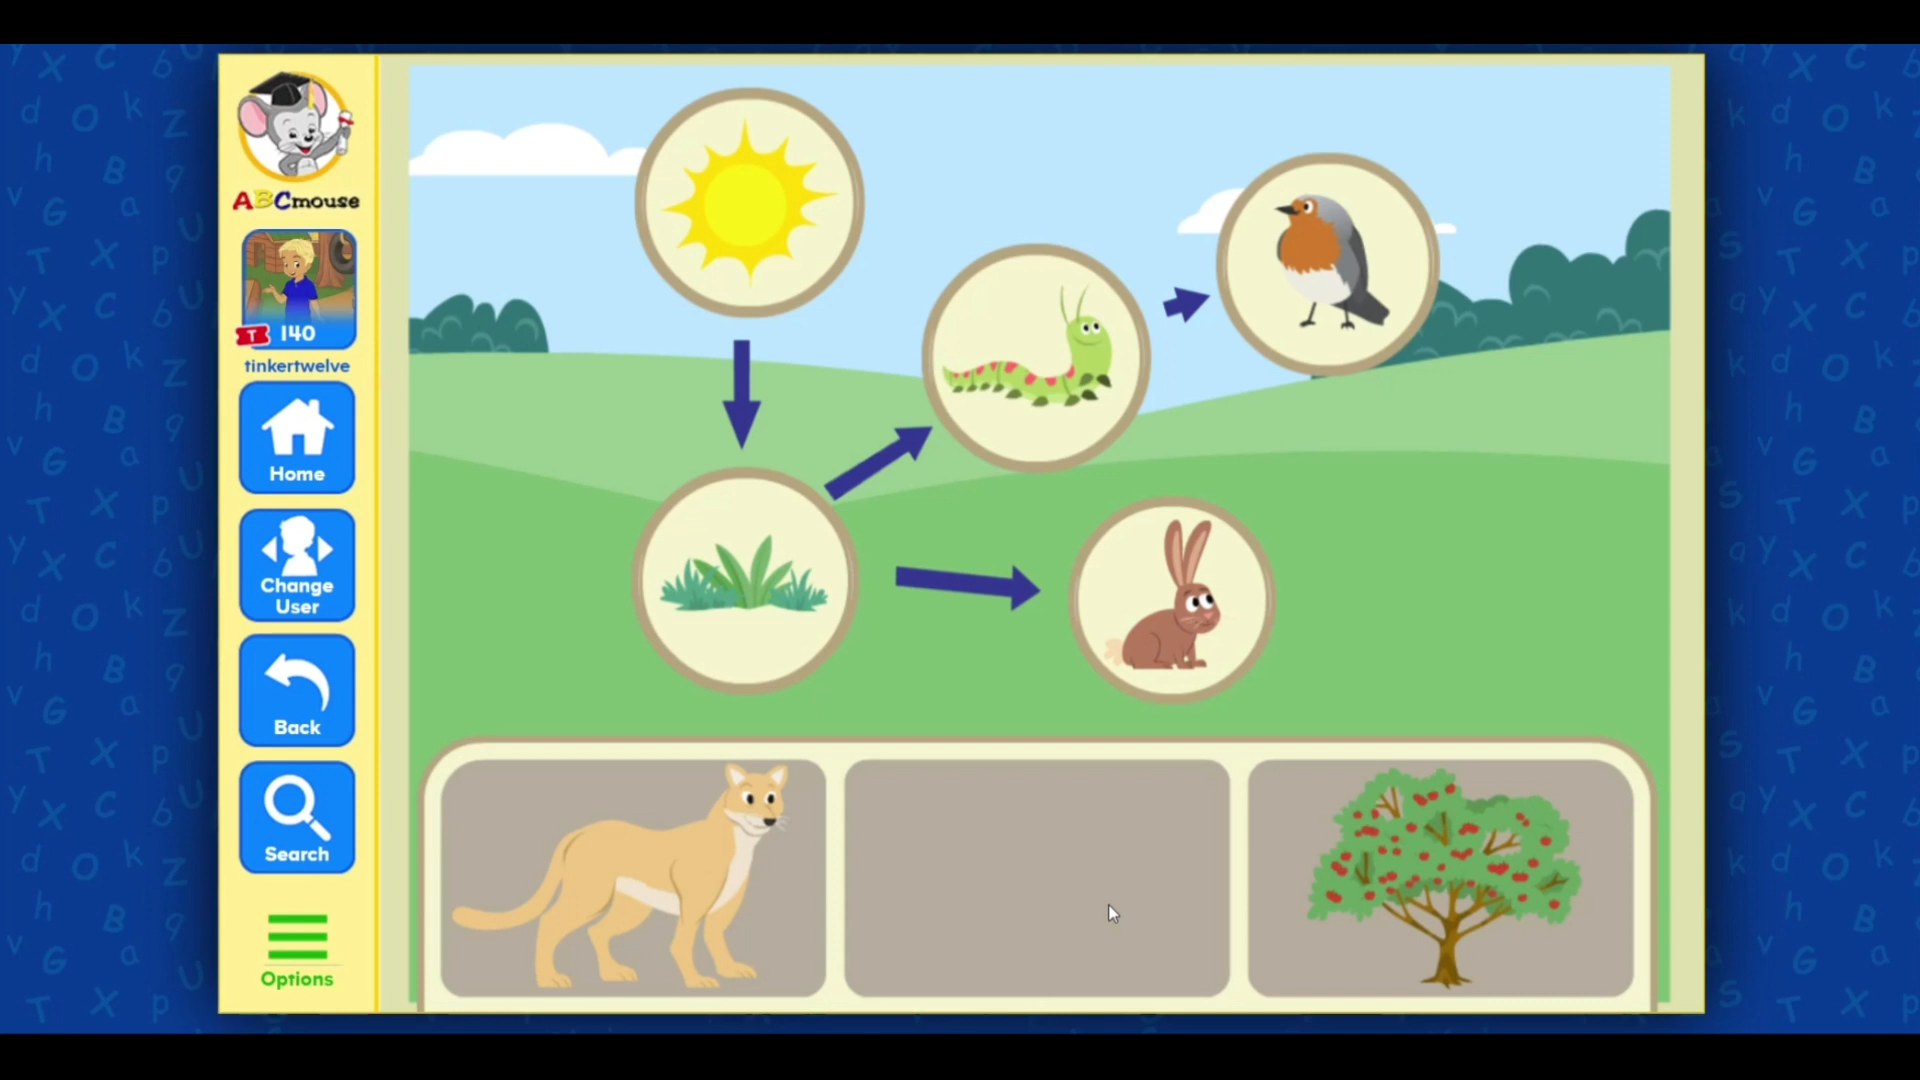 ABCmouse
T 140
tinkertwelve
Home
Change
User
Back
Search
Options